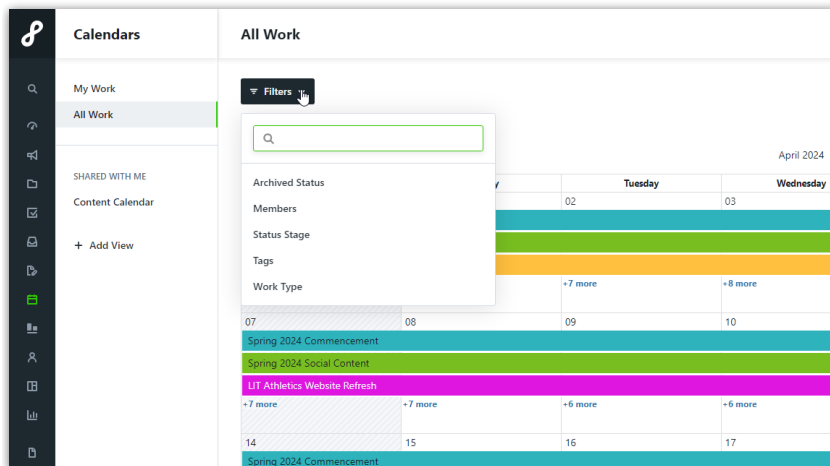 Calendars
All Work
My Work
All Work
SHARED WITH ME
Content Calendar
+ Add View
Filters
Archived Status
Members
Status Stage
Tags
Work Type
April 2024
Tuesday
Wednesday
02
03
+7 more
+8 more
07
08
09
10
Spring 2024 Commencement
Spring 2024 Social Content
LIT Athletics Website Refresh
+7 more
+7 more
+6 more
+6 more
14
15
16
17
Spring 2024 Commencement